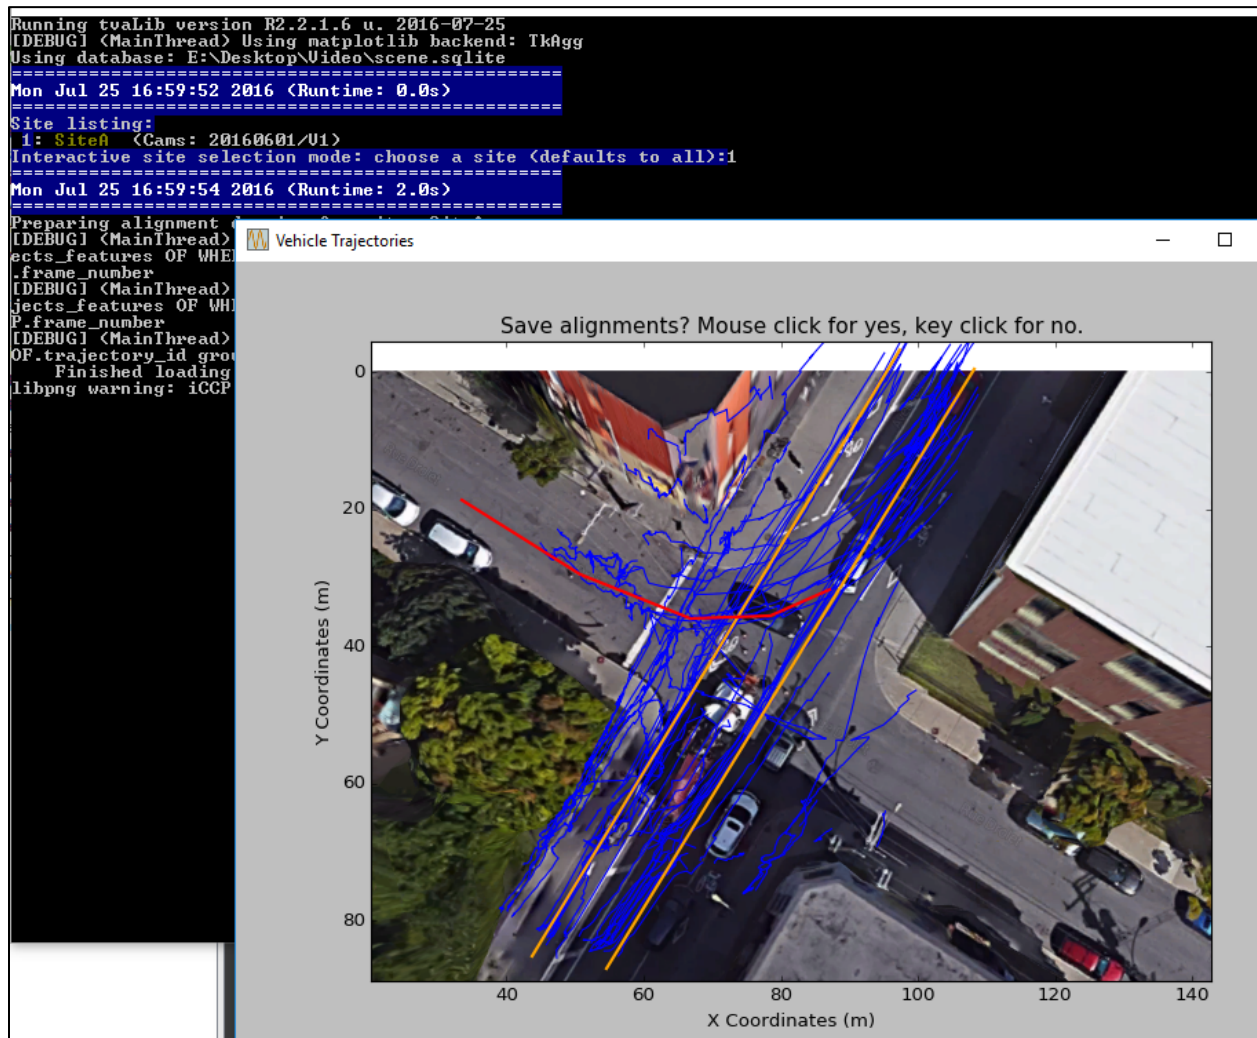 Running tvaLib version R2.2.1.6 u. 2016-07-25
[DEBUG] (MainThread) Using matplotlib backend: TkAgg
Using database: E:\Desktop\Video\scene.sqlite
=====================================================
Mon Jul 25 16:59:52 2016 (Runtime: 0.0s)
=====================================================
Site listing:
1: SiteA (Cams: 20160601/V1)
Interactive site selection mode: choose a site (defaults to all):1
=====================================================
Mon Jul 25 16:59:54 2016 (Runtime: 2.0s)
=====================================================
Preparing alignment
[DEBUG] (MainThread)
ects_features OF WHE
.frame_number
[DEBUG] (MainThread)
jects_features OF WH
P.frame_number
[DEBUG] (MainThread)
OF.trajectory_id grou
Finished loading
libpng warning: iCCP
Vehicle Trajectories
Save alignments? Mouse click for yes, key click for no.
0
20
40
60
80
Y Coordinates (m)
40
60
80
100
120
140
X Coordinates (m)